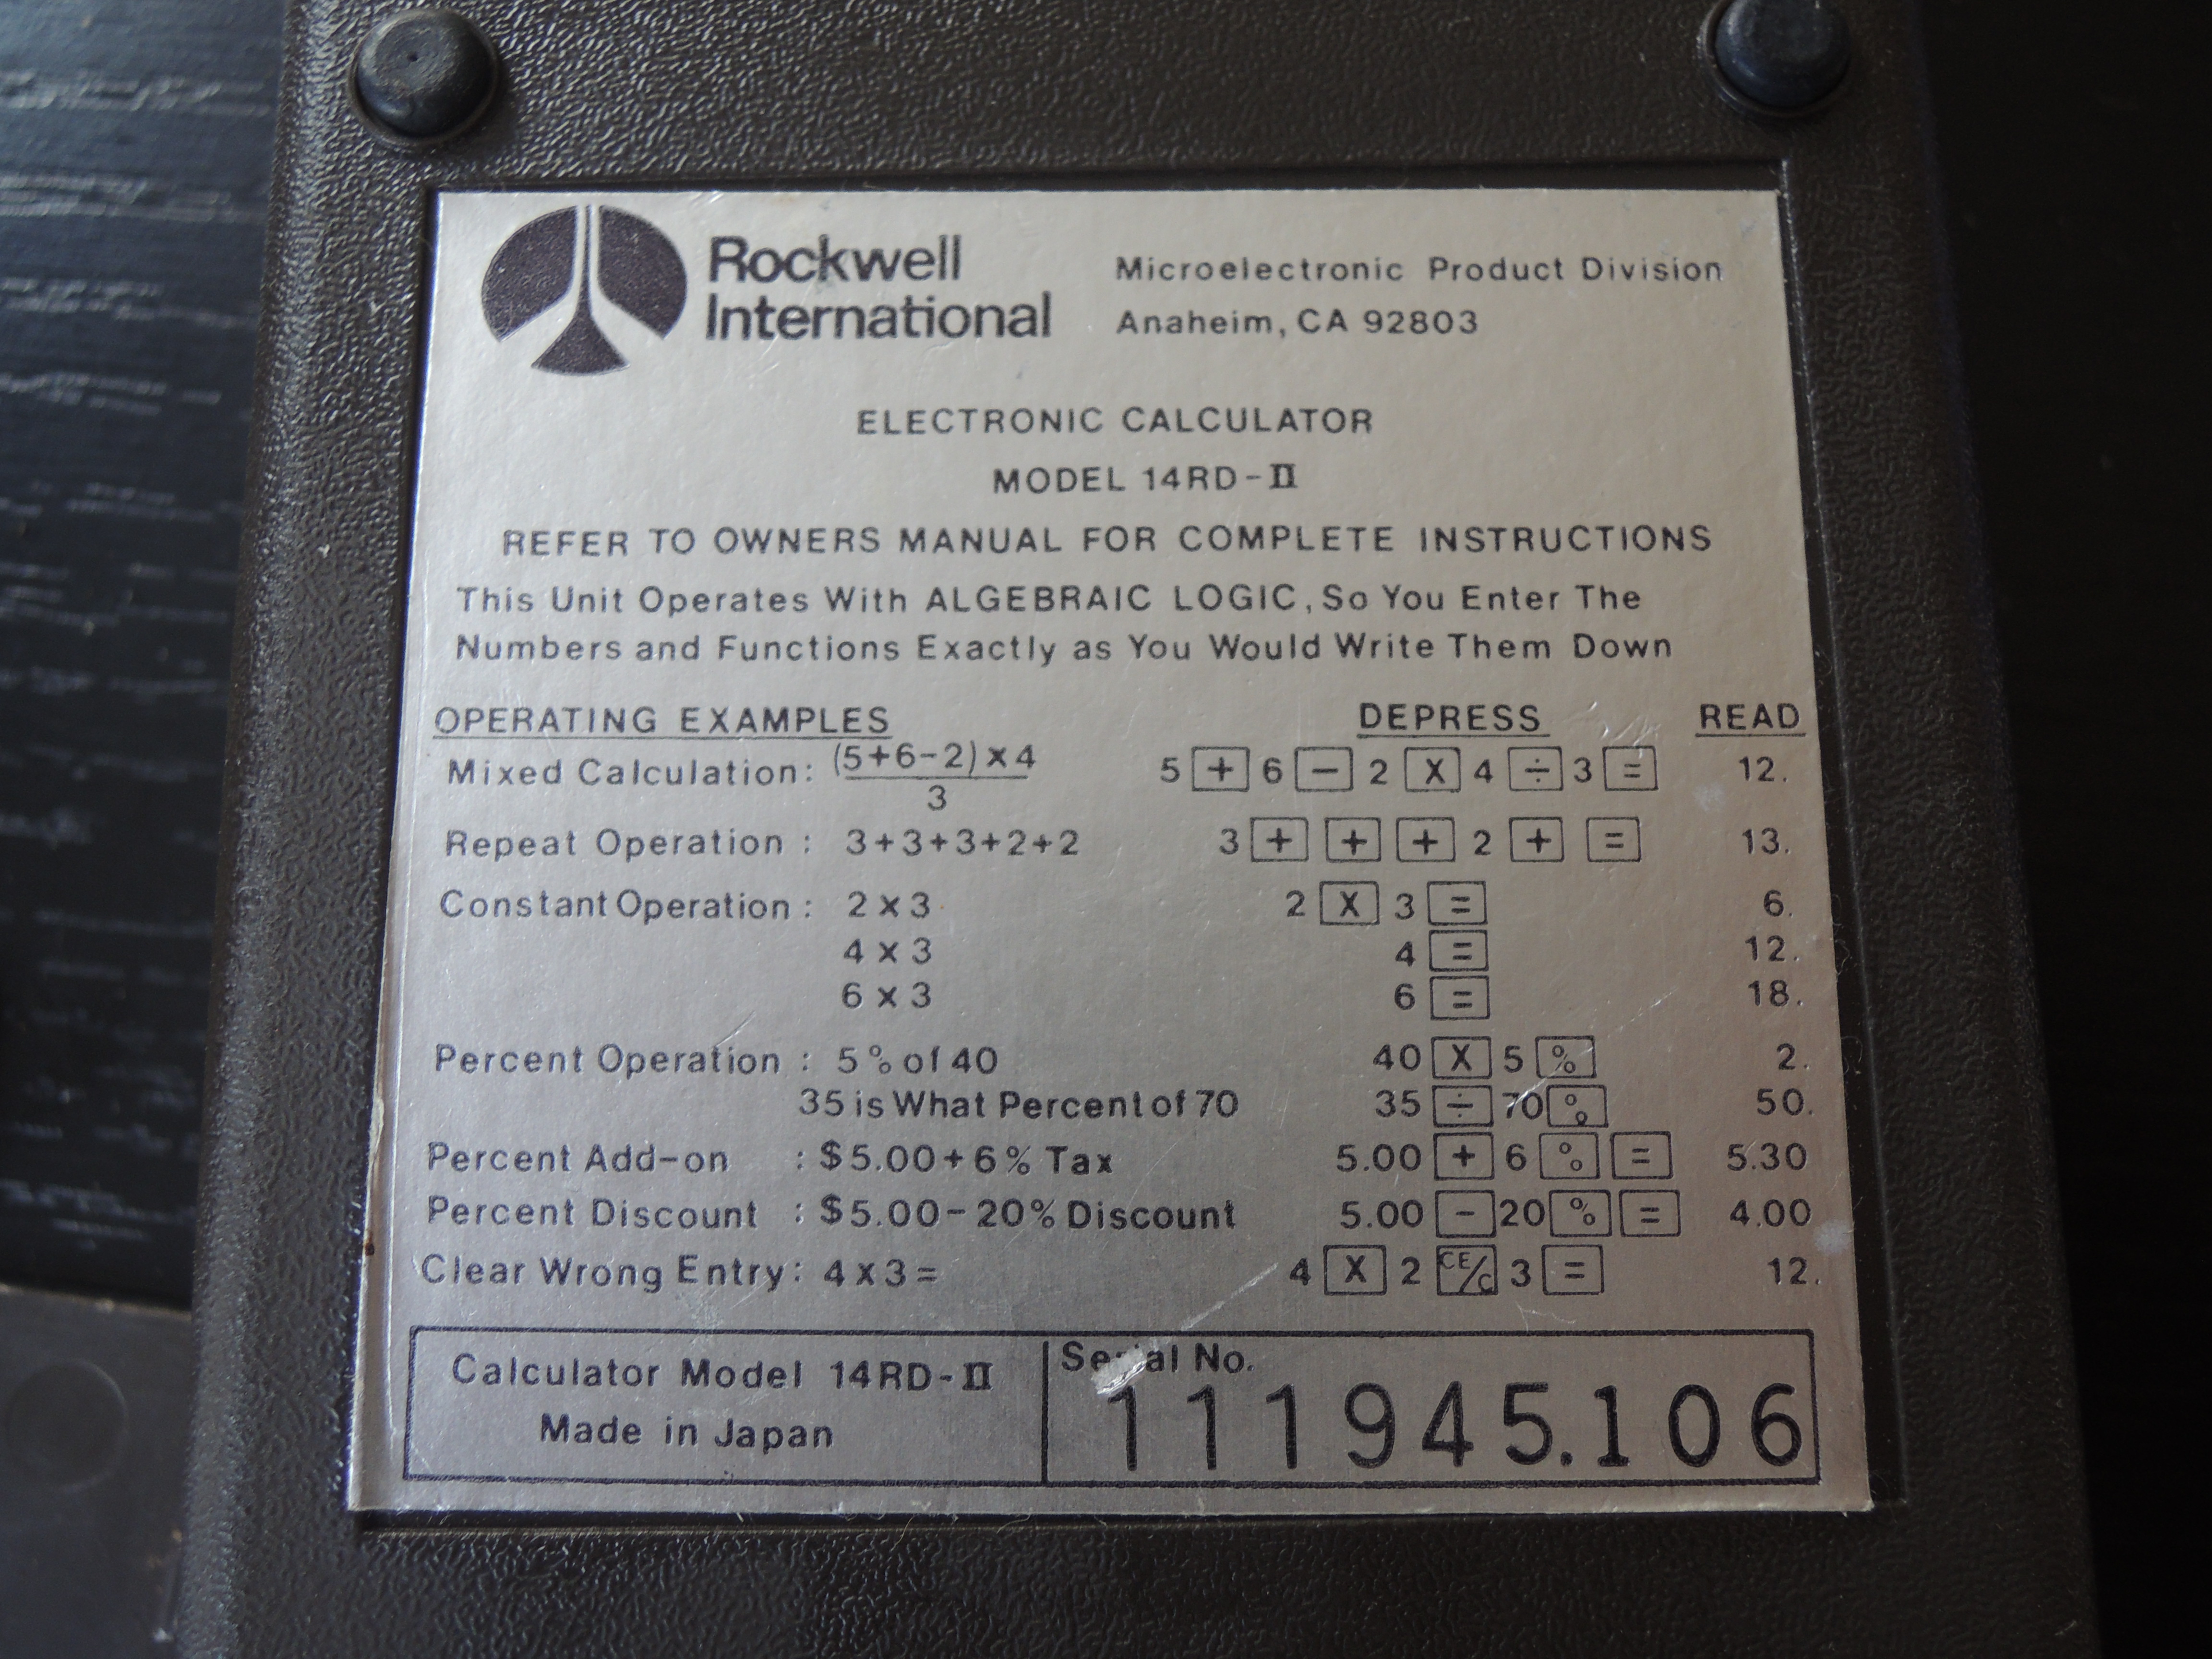 Rockwell
International
Microelectronic Product Division
Anaheim, CA 92803
ELECTRONIC CALCULATOR
MODEL 14RD-II
REFER TO OWNERS MANUAL FOR COMPLETE INSTRUCTIONS
This Unit Operates With ALGEBRAIC LOGIC, So You Enter The
Numbers and Functions Exactly as You Would Write Them Down
OPERATING EXAMPLES DEPRESS READ
Mixed Calculation: (5+6-2)x4 / 3 5 + 6 - 2 X 4 ÷ 3 = 12.
Repeat Operation : 3+3+3+2+2 3 + + + 2 + = 13.
Constant Operation : 2 x 3 2 X 3 = 6.
4 x 3 4 = 12.
6 x 3 6 = 18.
Percent Operation : 5% of 40 40 X 5 % 2.
35 is What Percent of 70 35 ÷ 70 % 50.
Percent Add-on : $5.00+6% Tax 5.00 + 6 % = 5.30
Percent Discount : $5.00-20% Discount 5.00 - 20 % = 4.00
Clear Wrong Entry: 4x3= 4 X 2 CE/C 3 = 12.
Calculator Model 14RD-II
Made in Japan
Serial No.
111945.106